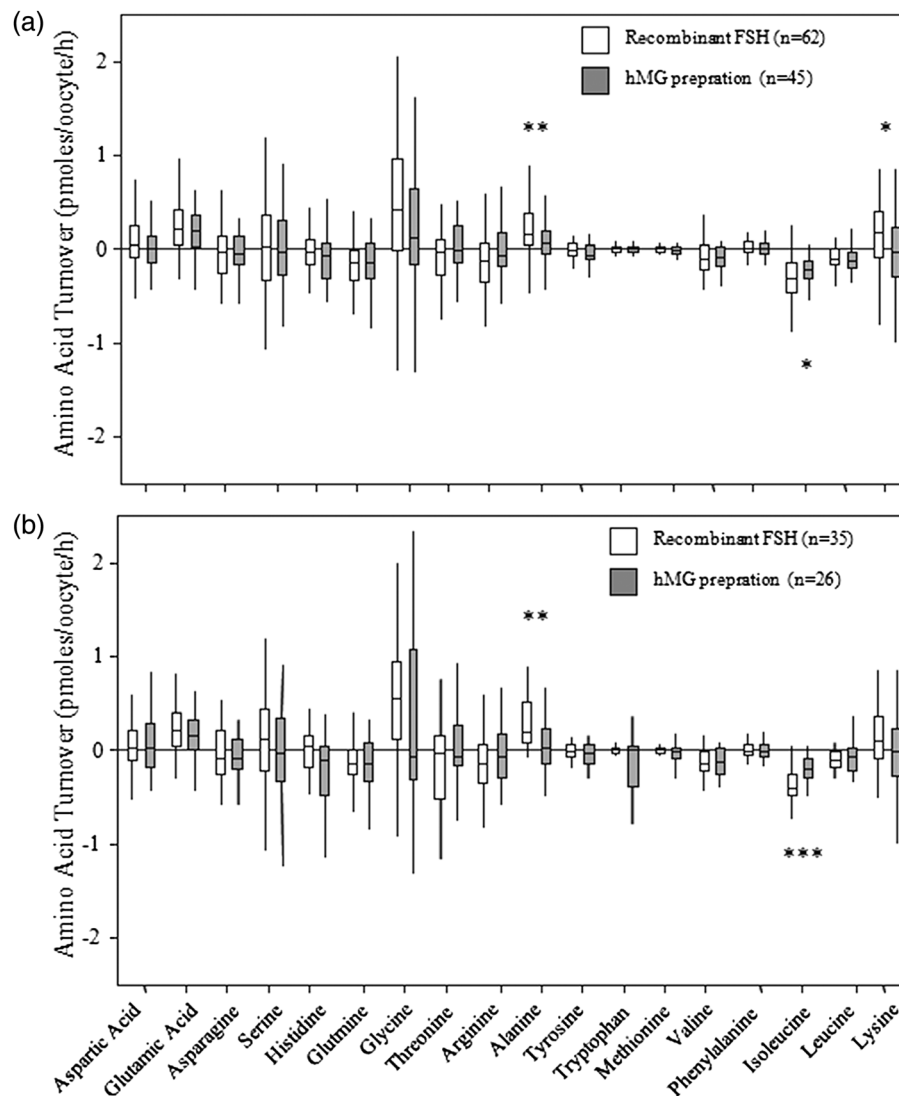 (a)
Amino Acid Turnover (pmoles/oocyte/h)
2
1
0
-1
-2
Recombinant FSH (n=62)
hMG prepration (n=45)
**
*
*
(b)
Amino Acid Turnover (pmoles/oocyte/h)
2
1
0
-1
-2
Recombinant FSH (n=35)
hMG prepration (n=26)
**
***
Aspartic Acid
Glutamic Acid
Asparagine
Serine
Histidine
Glutmine
Glycine
Threonine
Arginine
Alanine
Tyrosine
Tryptophan
Methionine
Valine
Phenylalanine
Isoleucine
Leucine
Lysine